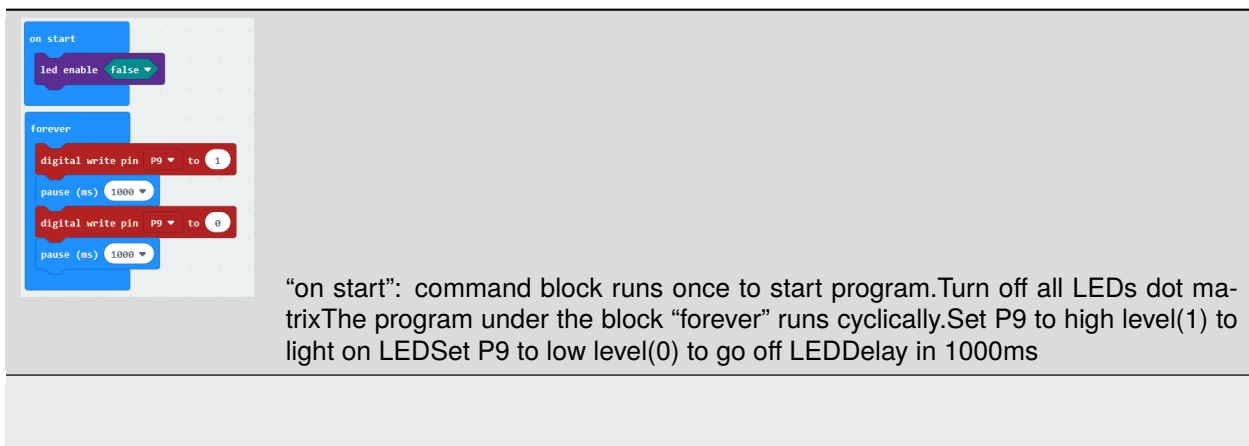 on start
led enable false
forever
digital write pin P9 to 1
pause (ms) 1000
digital write pin P9 to 0
pause (ms) 1000
“on start”: command block runs once to start program.Turn off all LEDs dot ma-
trixThe program under the block “forever” runs cyclically.Set P9 to high level(1) to
light on LEDSet P9 to low level(0) to go off LEDDelay in 1000ms